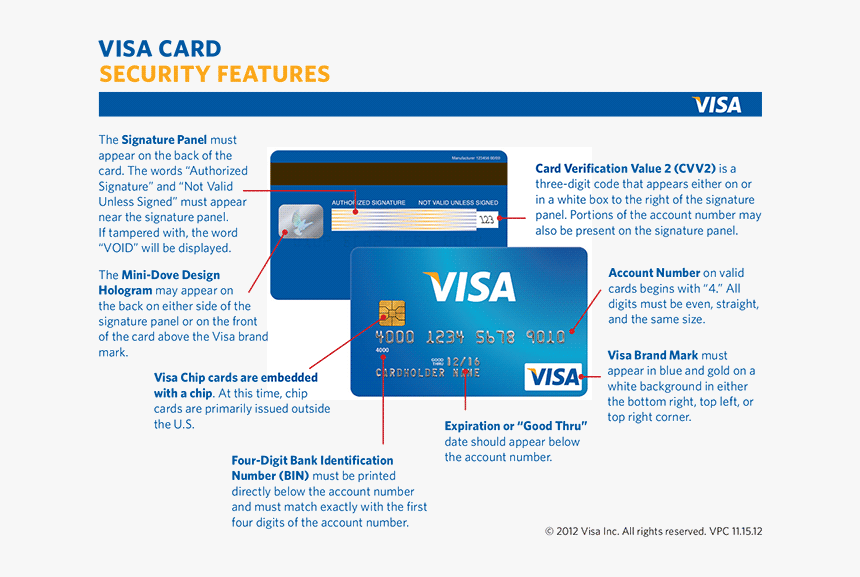 VISA CARD
SECURITY FEATURES
VISA
The Signature Panel must
appear on the back of the
card. The words “Authorized
Signature” and “Not Valid
Unless Signed” must appear
near the signature panel.
If tampered with, the word
“VOID” will be displayed.
The Mini-Dove Design
Hologram may appear on
the back on either side of the
signature panel or on the front
of the card above the Visa brand
mark.
Visa Chip cards are embedded
with a chip. At this time, chip
cards are primarily issued outside
the U.S.
Four-Digit Bank Identification
Number (BIN) must be printed
directly below the account number
and must match exactly with the first
four digits of the account number.
AUTHORIZED SIGNATURE NOT VALID UNLESS SIGNED
123
VISA
4000 1234 5678 9010
4000
GOOD
THRU 12/16
CARDHOLDER NAME
VISA
Card Verification Value 2 (CVV2) is a
three-digit code that appears either on or
in a white box to the right of the signature
panel. Portions of the account number may
also be present on the signature panel.
Account Number on valid
cards begins with “4.” All
digits must be even, straight,
and the same size.
Visa Brand Mark must
appear in blue and gold on a
white background in either
the bottom right, top left, or
top right corner.
Expiration or “Good Thru”
date should appear below
the account number.
© 2012 Visa Inc. All rights reserved. VPC 11.15.12